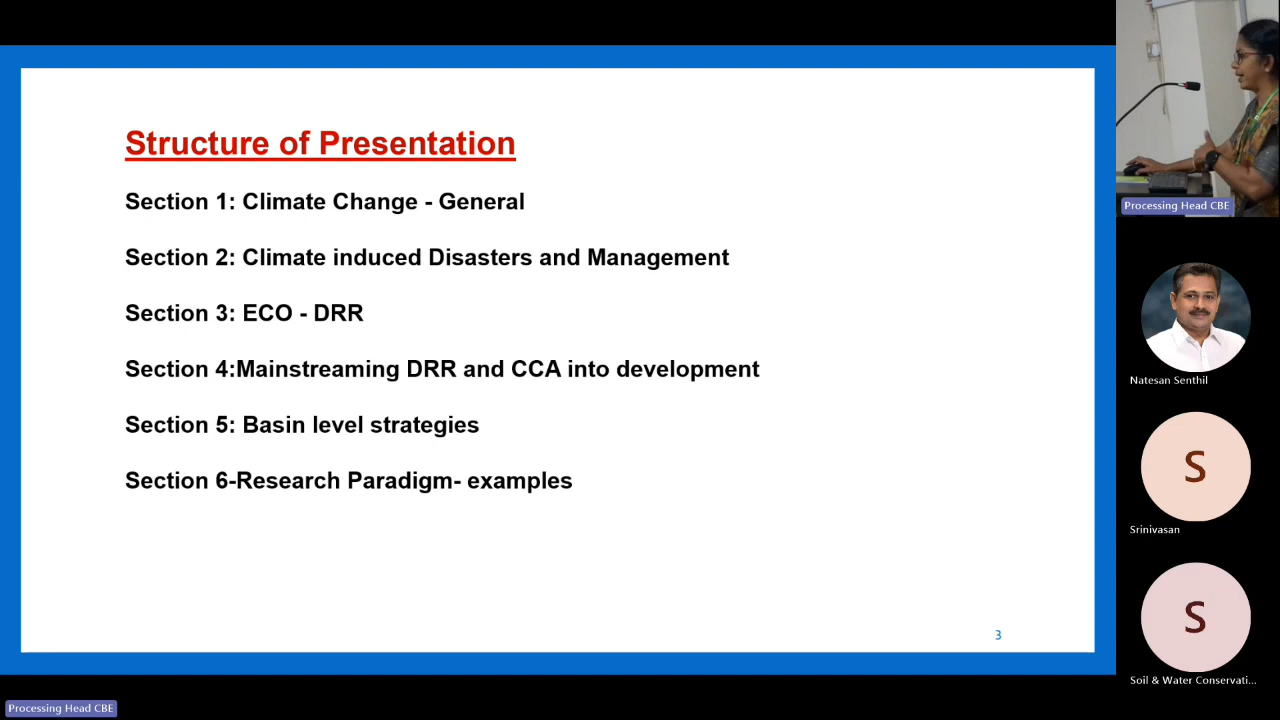 Structure of Presentation
Section 1: Climate Change - General
Section 2: Climate induced Disasters and Management
Section 3: ECO - DRR
Section 4:Mainstreaming DRR and CCA into development
Section 5: Basin level strategies
Section 6-Research Paradigm- examples
3
Processing Head CBE
Natesan Senthil
S
Srinivasan
S
Soil & Water Conservati...
Processing Head CBE